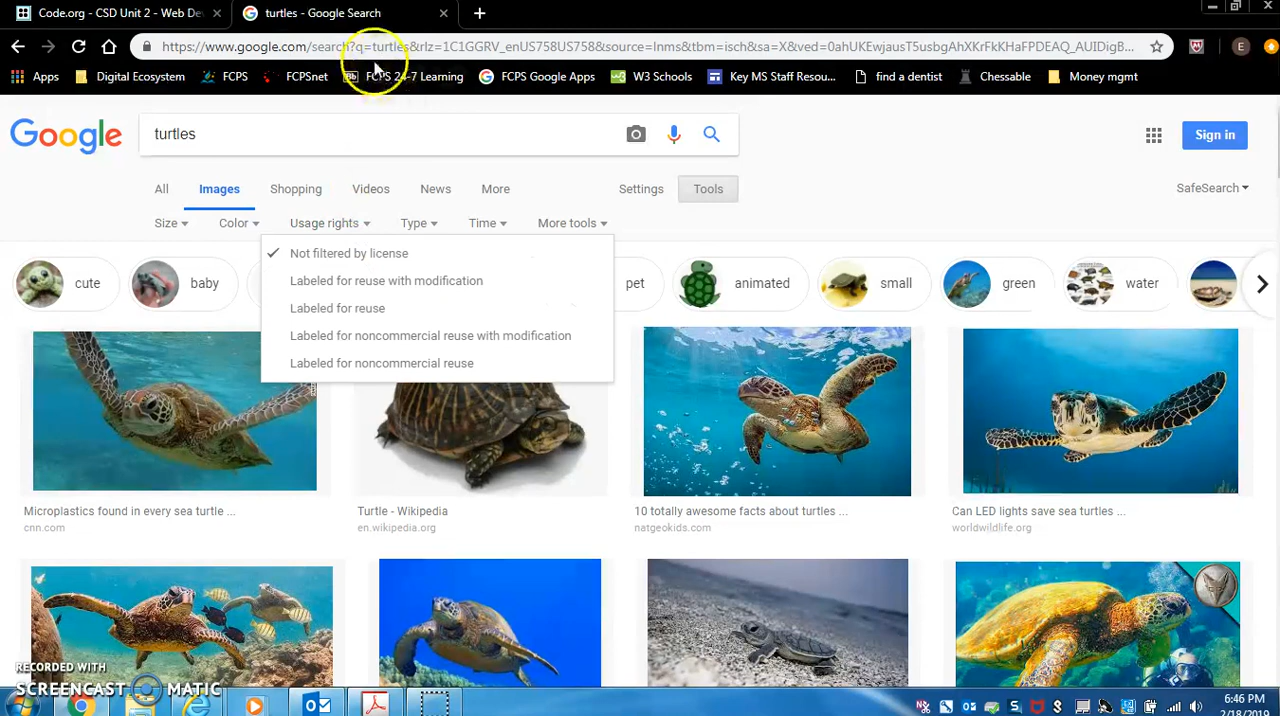 Code.org - CSD Unit 2 - Web De
turtles - Google Search
https://www.google.com/search?q=turtles&rlz=1C1GGRV_enUS758US758&source=lnms&tbm=isch&sa=X&ved=0ahUKEwjausT5usbgAhXKrFkKHaFPDEAQ_AUIDigB...
E
Apps
Digital Ecosystem
FCPS
FCPSnet
Bb
FCPS 24-7 Learning
FCPS Google Apps
W3 Schools
Key MS Staff Resou...
find a dentist
Chessable
Money mgmt
Google
turtles
Sign in
All
Images
Shopping
Videos
News
More
Settings
Tools
SafeSearch
Size
Color
Usage rights
Type
Time
More tools
Not filtered by license
Labeled for reuse with modification
Labeled for reuse
Labeled for noncommercial reuse with modification
Labeled for noncommercial reuse
cute
baby
pet
animated
small
green
water
Microplastics found in every sea turtle ...
cnn.com
Turtle - Wikipedia
en.wikipedia.org
10 totally awesome facts about turtles ...
natgeokids.com
Can LED lights save sea turtles ...
worldwildlife.org
RECORDED WITH
SCREENCAST MATIC
6:46 PM
2/18/2019